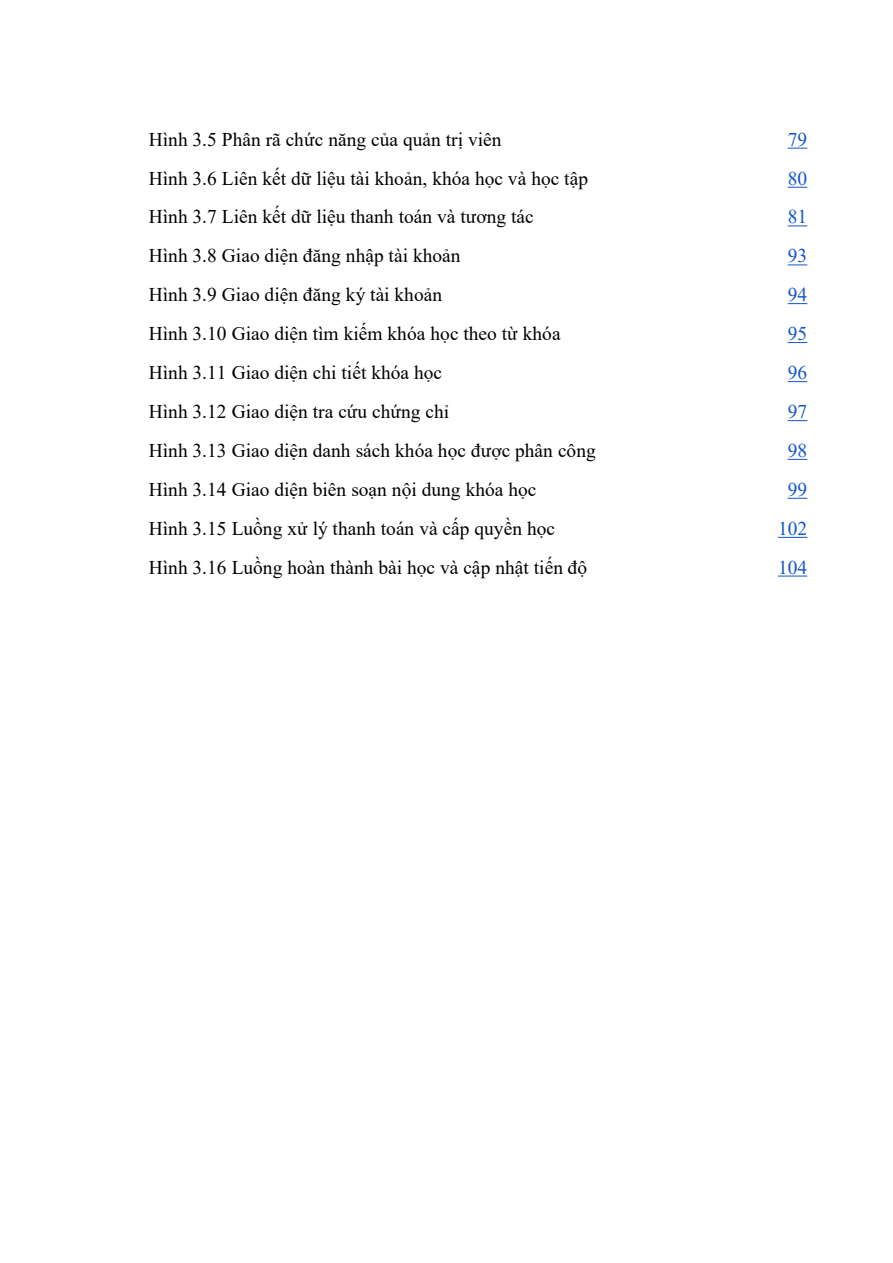 Hình 3.5 Phân rã chức năng của quản trị viên 79
Hình 3.6 Liên kết dữ liệu tài khoản, khóa học và học tập 80
Hình 3.7 Liên kết dữ liệu thanh toán và tương tác 81
Hình 3.8 Giao diện đăng nhập tài khoản 93
Hình 3.9 Giao diện đăng ký tài khoản 94
Hình 3.10 Giao diện tìm kiếm khóa học theo từ khóa 95
Hình 3.11 Giao diện chi tiết khóa học 96
Hình 3.12 Giao diện tra cứu chứng chỉ 97
Hình 3.13 Giao diện danh sách khóa học được phân công 98
Hình 3.14 Giao diện biên soạn nội dung khóa học 99
Hình 3.15 Luồng xử lý thanh toán và cấp quyền học 102
Hình 3.16 Luồng hoàn thành bài học và cập nhật tiến độ 104